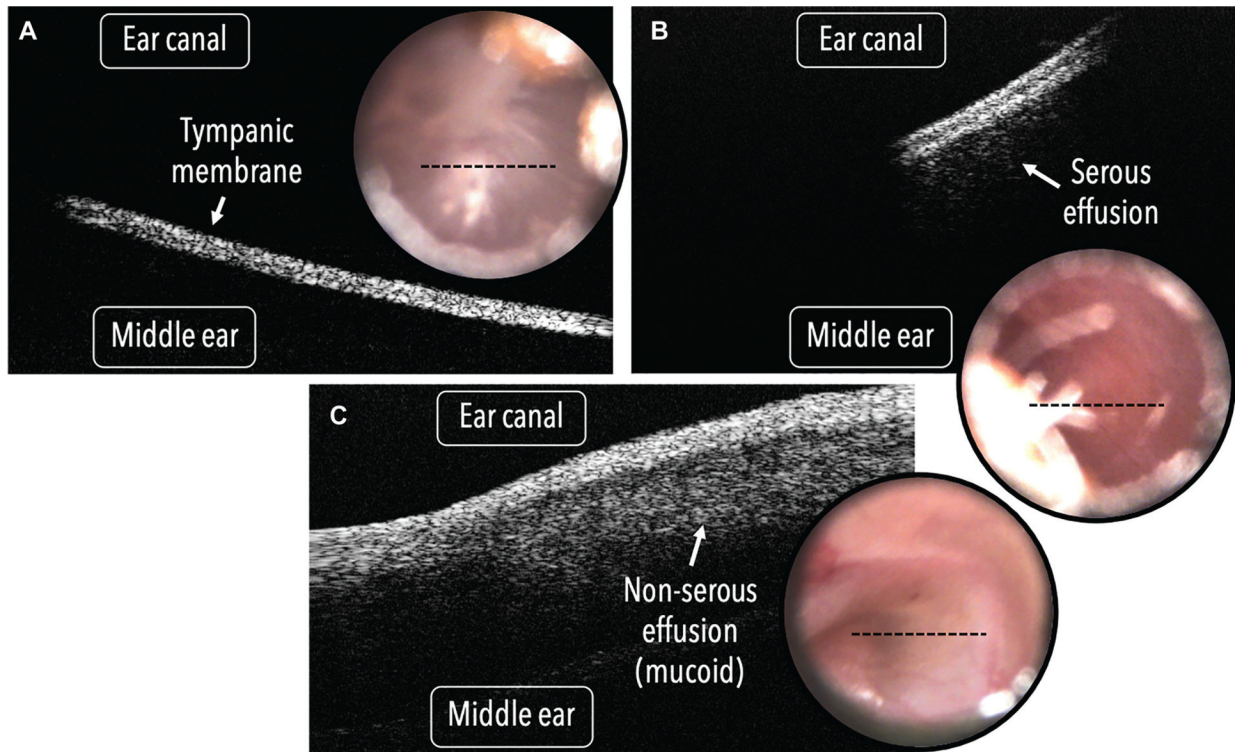 A
Ear canal
Tympanic
membrane
Middle ear
B
Ear canal
Serous
effusion
Middle ear
C
Ear canal
Non-serous
effusion
(mucoid)
Middle ear